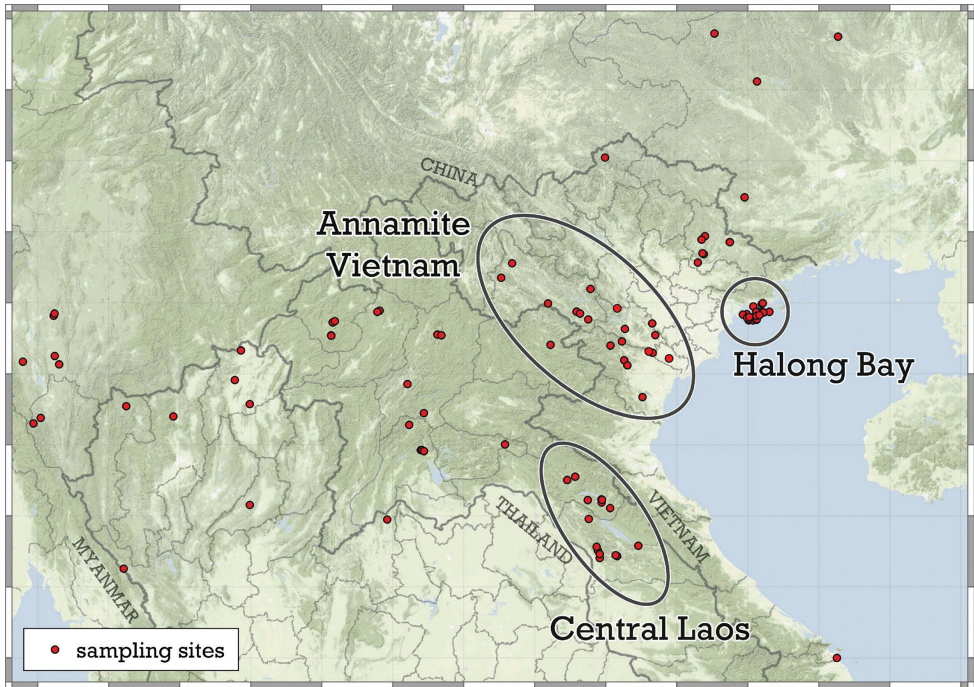 CHINA
Annamite
Vietnam
Halong Bay
THAILAND
VIETNAM
MYANMAR
Central Laos
sampling sites